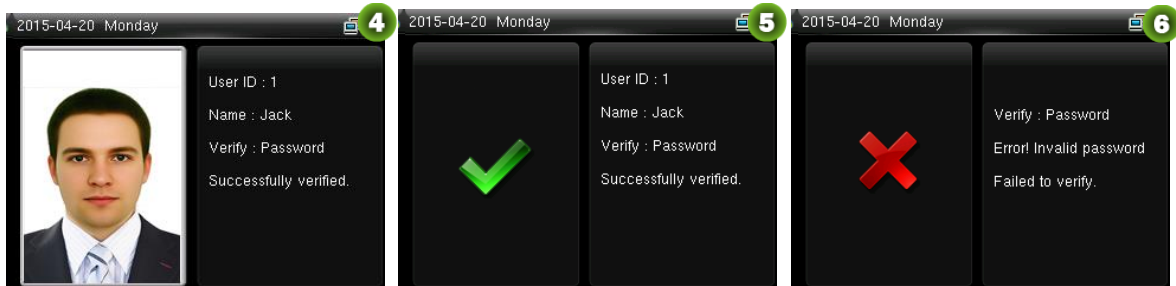 2015-04-20 Monday
4
User ID : 1
Name : Jack
Verify : Password
Successfully verified.
2015-04-20 Monday
5
User ID : 1
Name : Jack
Verify : Password
Successfully verified.
2015-04-20 Monday
6
Verify : Password
Error! Invalid password
Failed to verify.